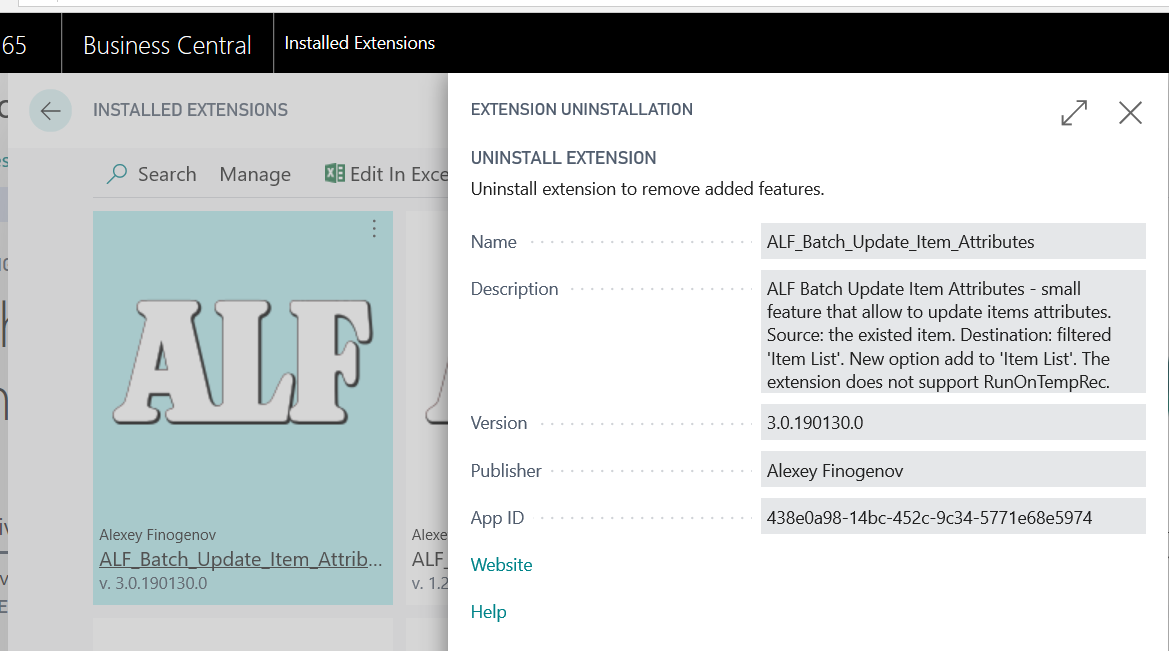 65
Business Central
Installed Extensions
INSTALLED EXTENSIONS
Search
Manage
Edit In Exce
ALF
Alexey Finogenov
ALF_Batch_Update_Item_Attrib...
v. 3.0.190130.0
Alexe
ALF_
v. 1.2
EXTENSION UNINSTALLATION
UNINSTALL EXTENSION
Uninstall extension to remove added features.
Name
ALF_Batch_Update_Item_Attributes
Description
ALF Batch Update Item Attributes - small
feature that allow to update items attributes.
Source: the existed item. Destination: filtered
'Item List'. New option add to 'Item List'. The
extension does not support RunOnTempRec.
Version
3.0.190130.0
Publisher
Alexey Finogenov
App ID
438e0a98-14bc-452c-9c34-5771e68e5974
Website
Help